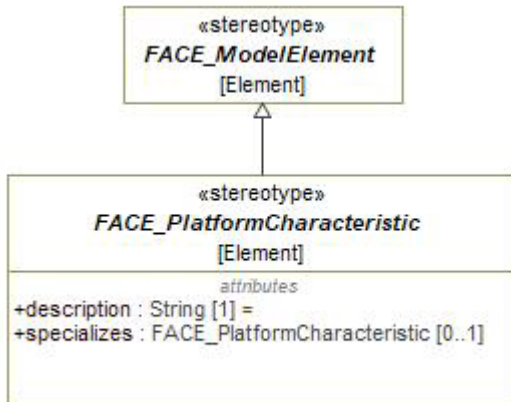 «stereotype»
FACE_ModelElement
[Element]
«stereotype»
FACE_PlatformCharacteristic
[Element]
attributes
+description : String [1] =
+specializes : FACE_PlatformCharacteristic [0..1]